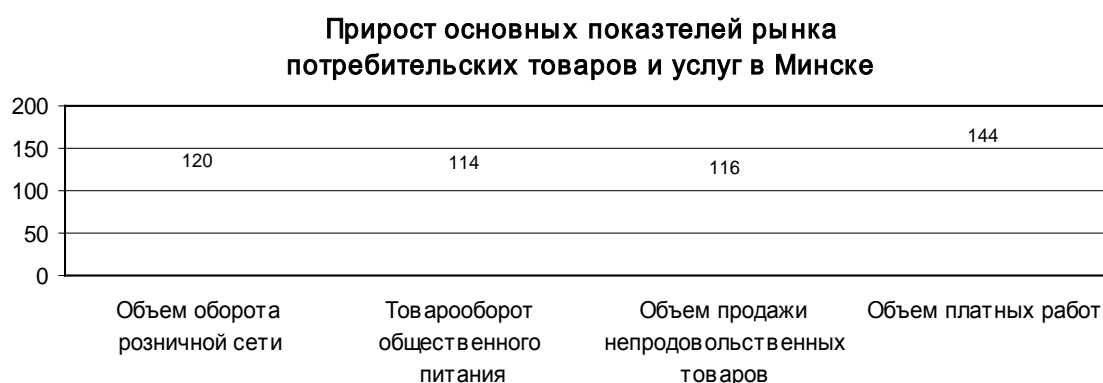 Прирост основных показтелей рынка
потребительских товаров и услуг в Минске
200
150
100
50
0
120
114
116
144
Объем оборота
розничной сети
Товарооборот
общественного
питания
Объем продажи
непродовольственных
товаров
Объем платных работ